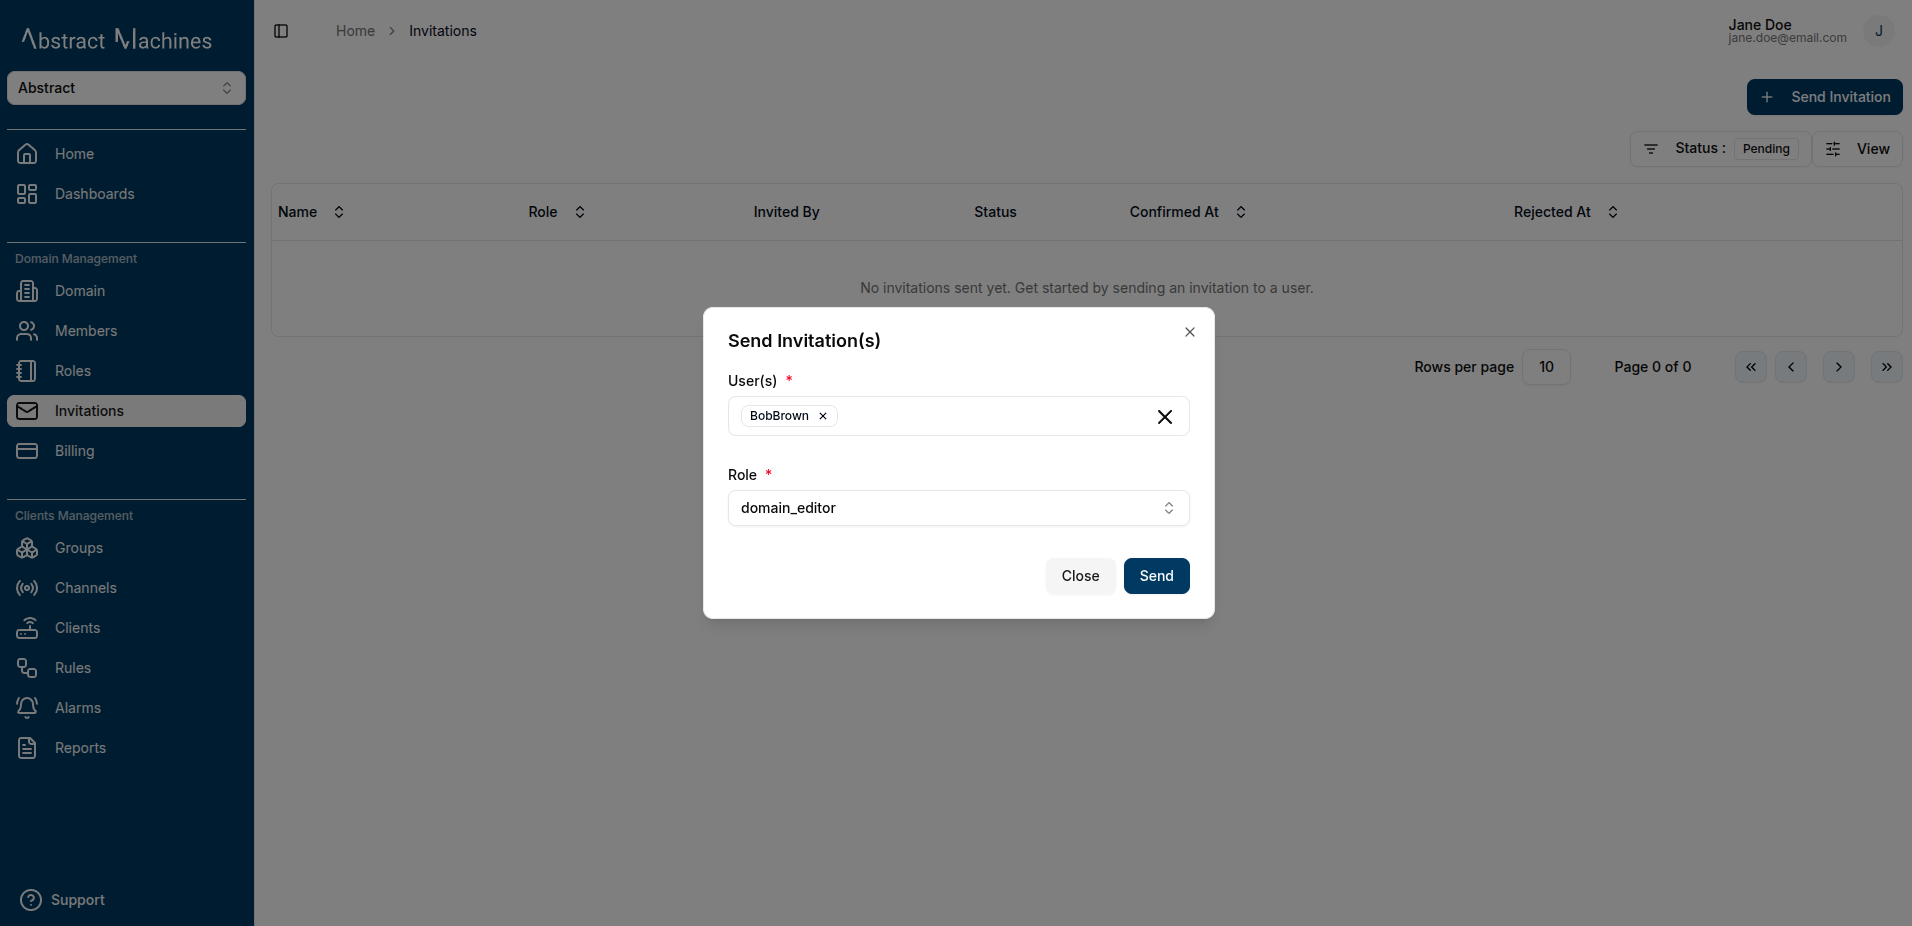 Abstract Machines
Abstract
Home
Dashboards
Domain Management
Domain
Members
Roles
Invitations
Billing
Clients Management
Groups
Channels
Clients
Rules
Alarms
Reports
Support
Home > Invitations
Jane Doe
jane.doe@email.com
J
+ Send Invitation
Status : Pending
View
Name Role Invited By Status Confirmed At Rejected At
No invitations sent yet. Get started by sending an invitation to a user.
Rows per page 10 Page 0 of 0
Send Invitation(s)
User(s) *
BobBrown
Role *
domain_editor
Close Send